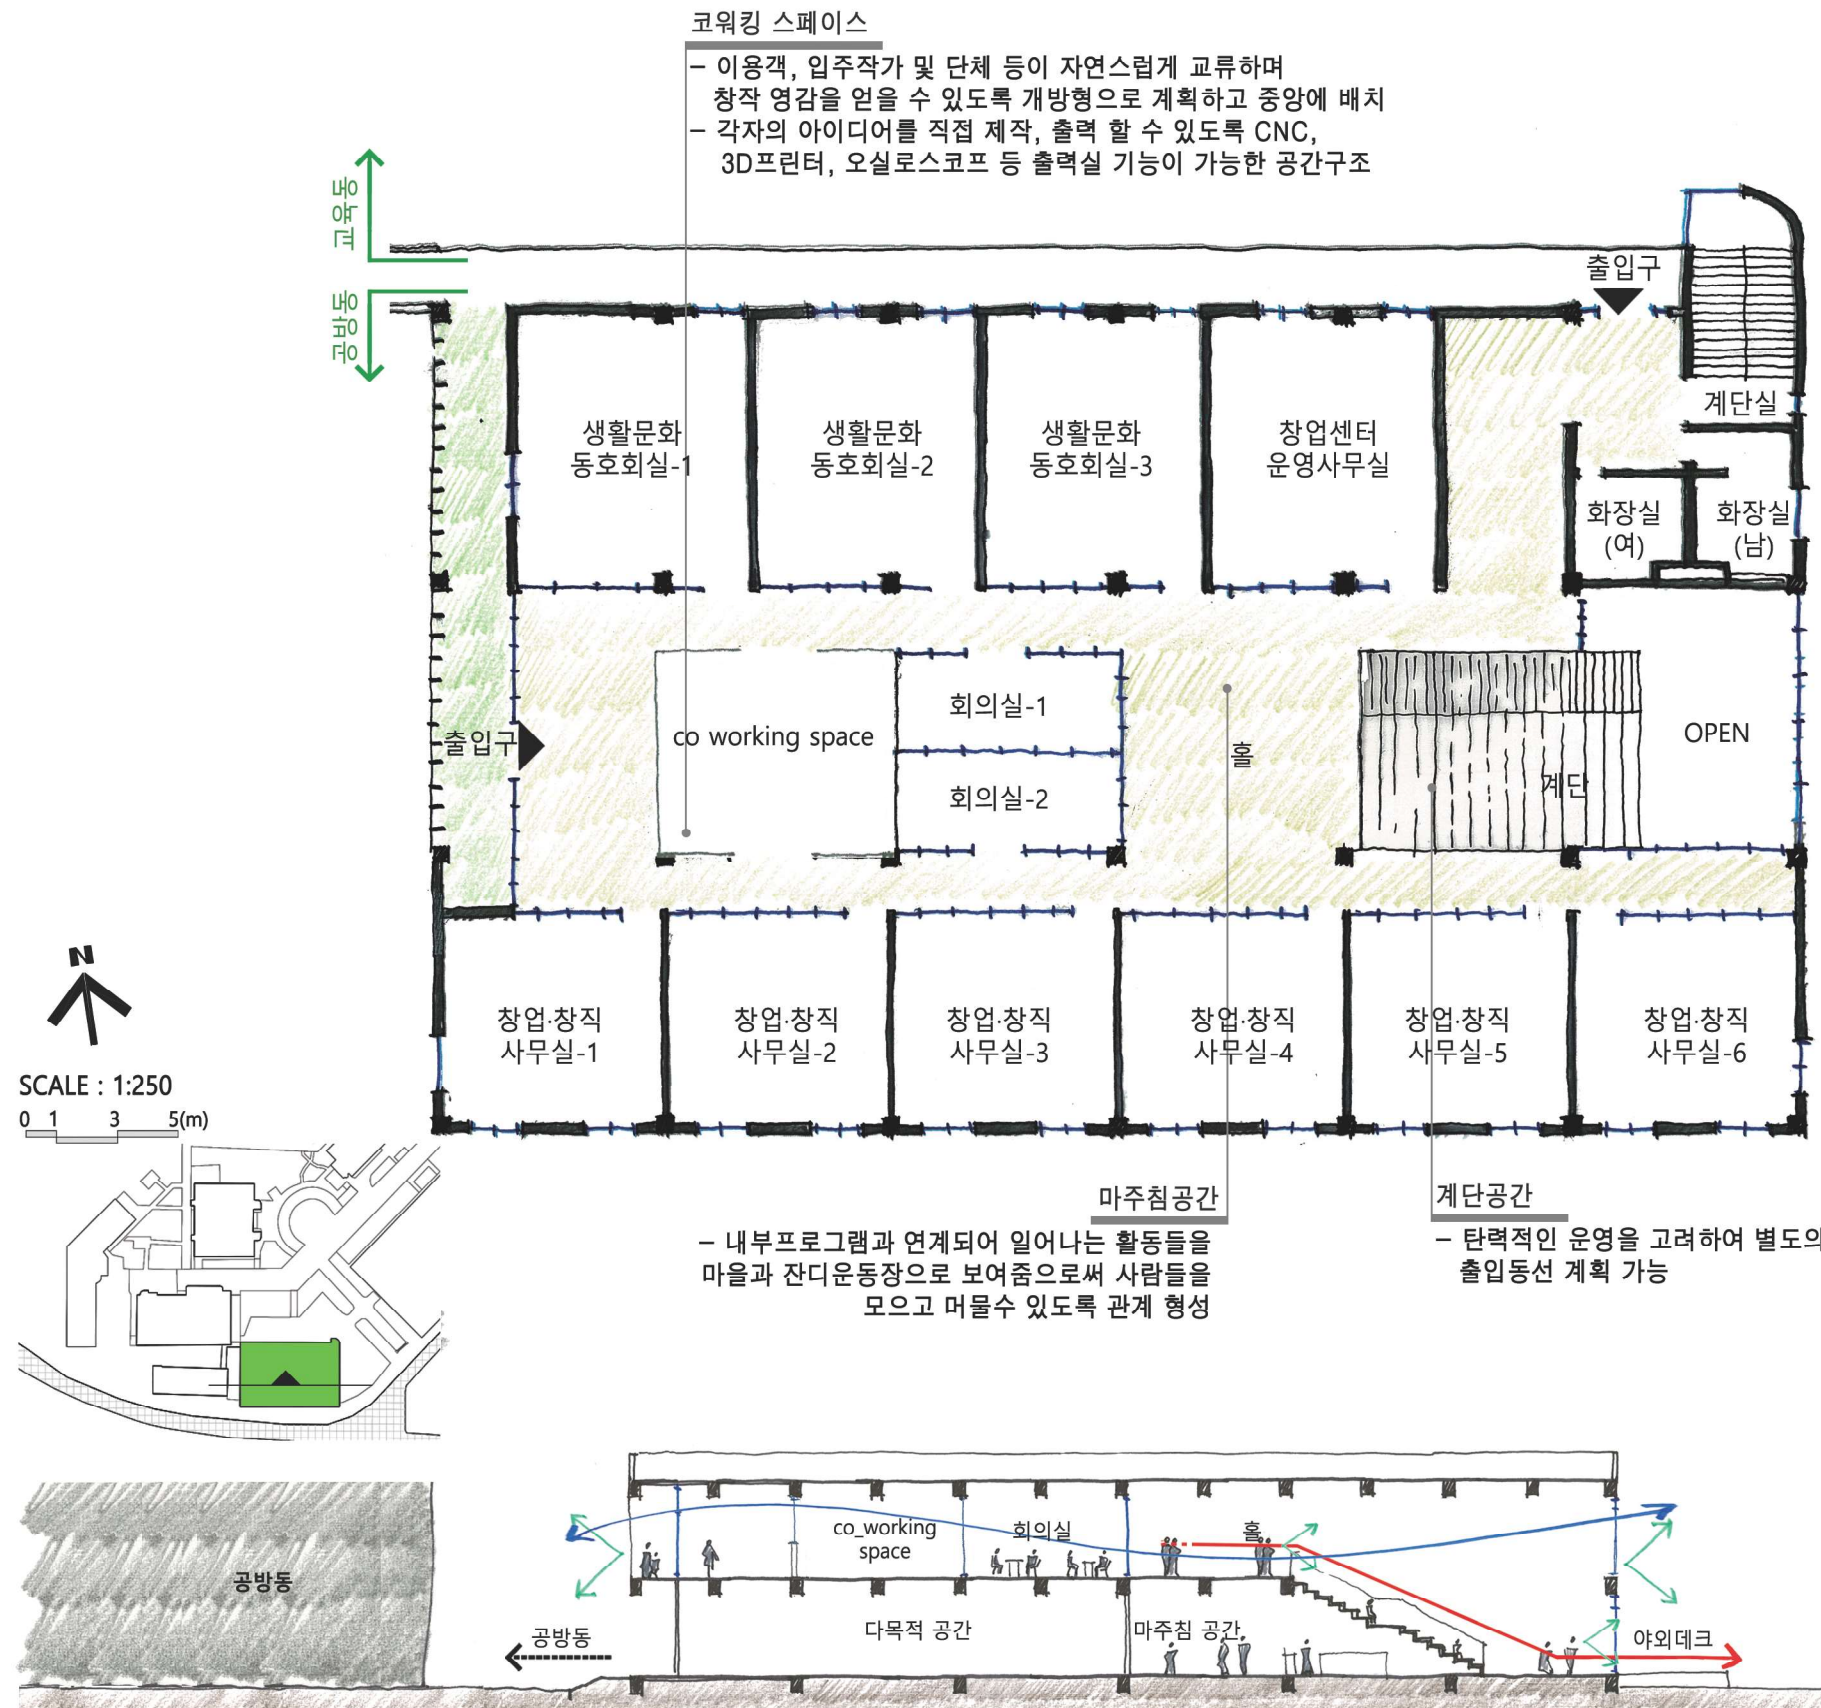 코워킹 스페이스
– 이용객, 입주작가 및 단체 등이 자연스럽게 교류하며
창작 영감을 얻을 수 있도록 개방형으로 계획하고 중앙에 배치
– 각자의 아이디어를 직접 제작, 출력 할 수 있도록 CNC,
3D프린터, 오실로스코프 등 출력실 기능이 가능한 공간구조
교육동
공방동
출입구
계단실
생활문화
동호회실-1
생활문화
동호회실-2
생활문화
동호회실-3
창업센터
운영사무실
화장실
(여)
화장실
(남)
출입구
co working space
회의실-1
회의실-2
홀
계단
OPEN
창업·창직
사무실-1
창업·창직
사무실-2
창업·창직
사무실-3
창업·창직
사무실-4
창업·창직
사무실-5
창업·창직
사무실-6
N
SCALE : 1:250
0 1 3 5(m)
마주침공간
– 내부프로그램과 연계되어 일어나는 활동들을
마을과 잔디운동장으로 보여줌으로써 사람들을
모으고 머물수 있도록 관계 형성
계단공간
– 탄력적인 운영을 고려하여 별도의
출입동선 계획 가능
공방동
공방동
co_working
space
회의실
홀
다목적 공간
마주침 공간
야외데크